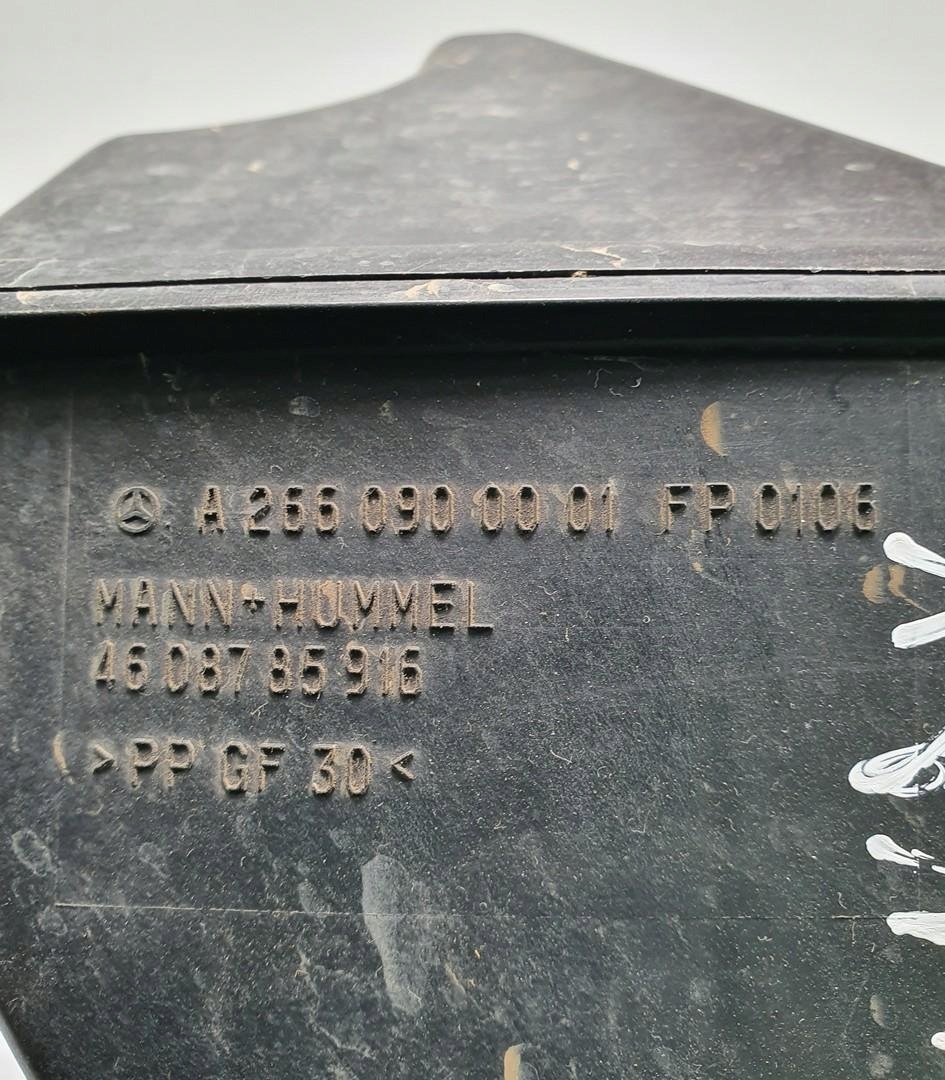 A 266 090 00 01 FP 0106
MANN+HUMMEL
46 087 85 916
>PP GF 30<